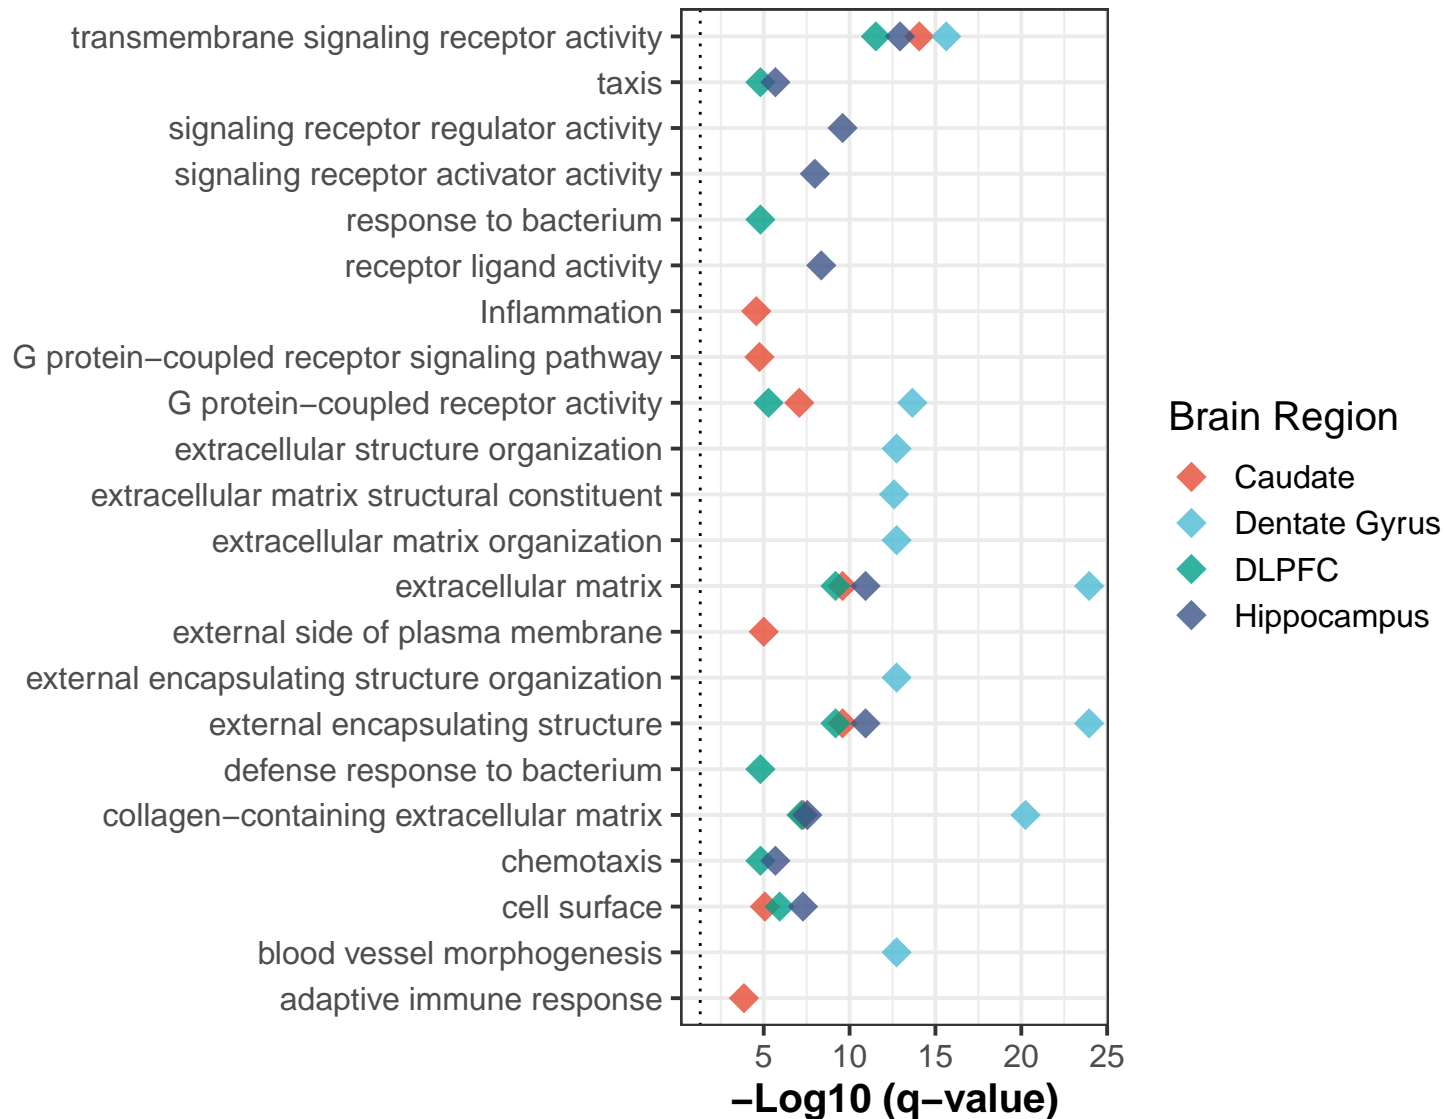 transmembrane signaling receptor activity
taxis
signaling receptor regulator activity
signaling receptor activator activity
response to bacterium
receptor ligand activity
Inflammation
G protein−coupled receptor signaling pathway
G protein−coupled receptor activity
extracellular structure organization
extracellular matrix structural constituent
extracellular matrix organization
extracellular matrix
external side of plasma membrane
external encapsulating structure organization
external encapsulating structure
defense response to bacterium
collagen−containing extracellular matrix
chemotaxis
cell surface
blood vessel morphogenesis
adaptive immune response
5 10 15 20 25
−Log10 (q−value)
Brain Region
Caudate
Dentate Gyrus
DLPFC
Hippocampus